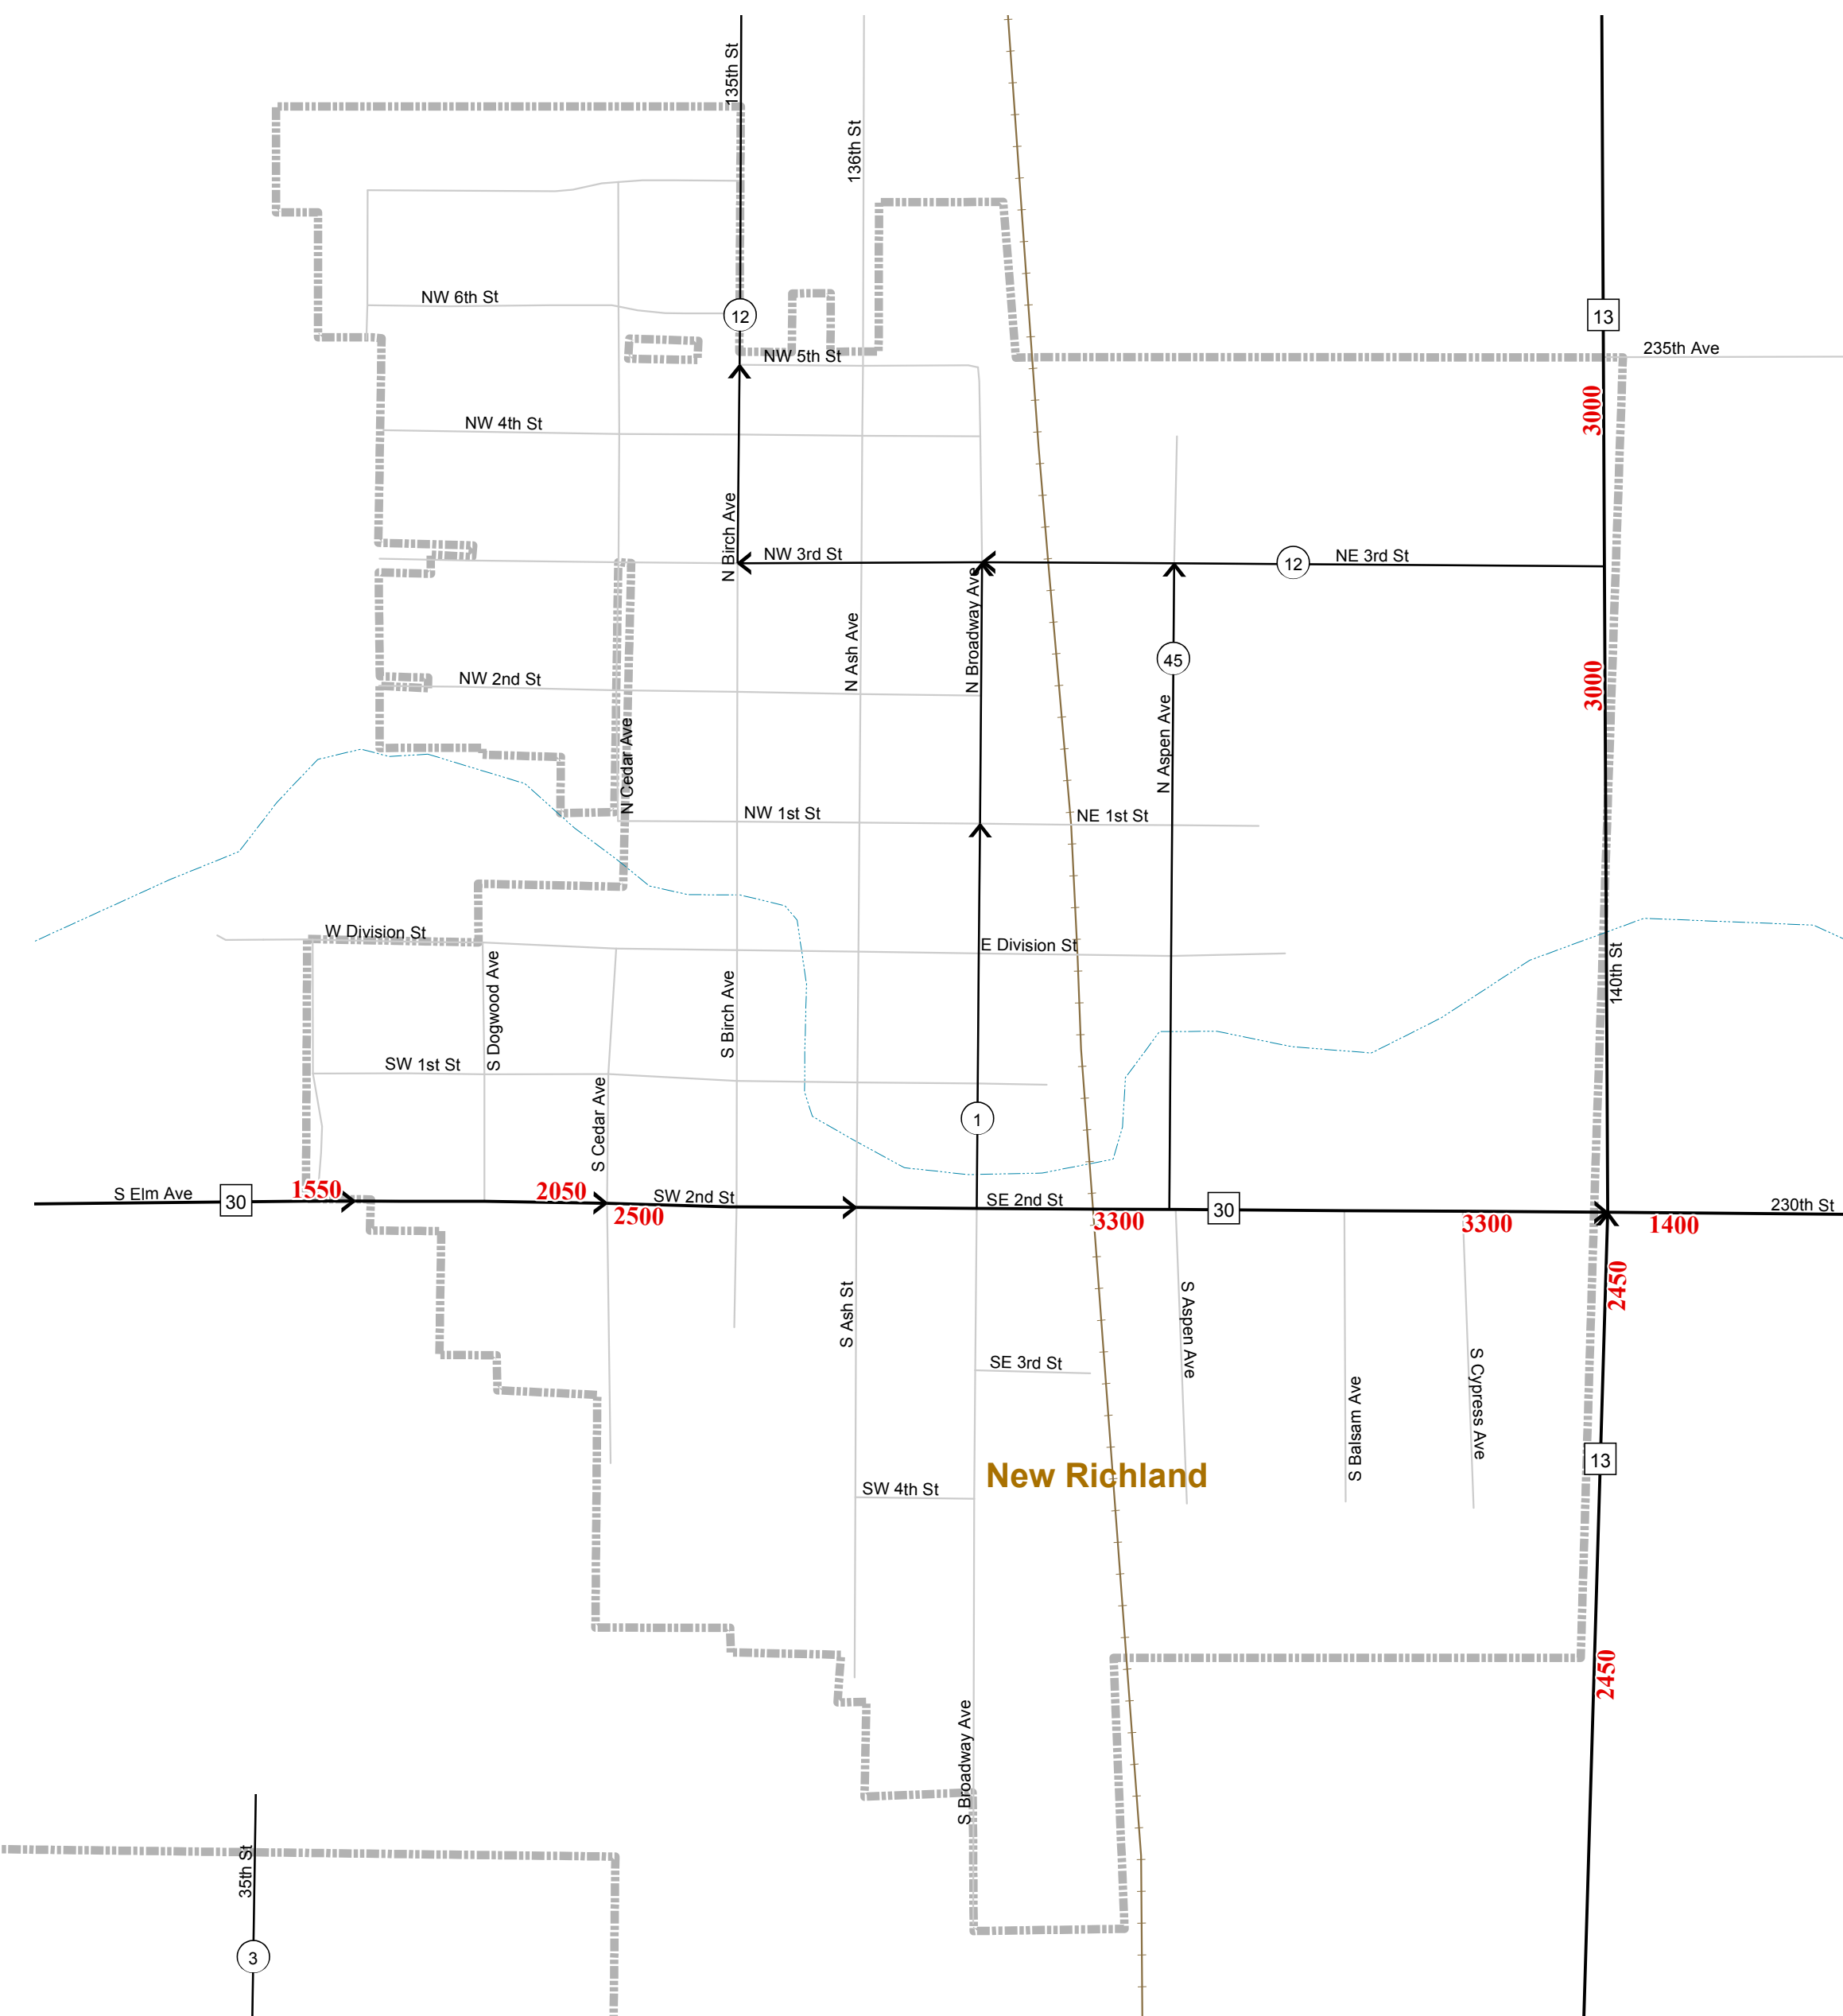 135th St
136th St
NW 6th St
12
13
NW 5th St
235th Ave
3000
NW 4th St
N Birch Ave
NW 3rd St
12
NE 3rd St
N Ash Ave
N Broadway Ave
45
3000
NW 2nd St
N Cedar Ave
N Aspen Ave
NW 1st St
NE 1st St
W Division St
E Division St
S Dogwood Ave
S Birch Ave
140th St
SW 1st St
S Cedar Ave
1
S Elm Ave
30
1550
2050
2500
SW 2nd St
SE 2nd St
3300
30
3300
1400
230th St
2450
S Ash St
S Aspen Ave
SE 3rd St
S Balsam Ave
S Cypress Ave
13
New Richland
SW 4th St
2450
S Broadway Ave
35th St
3